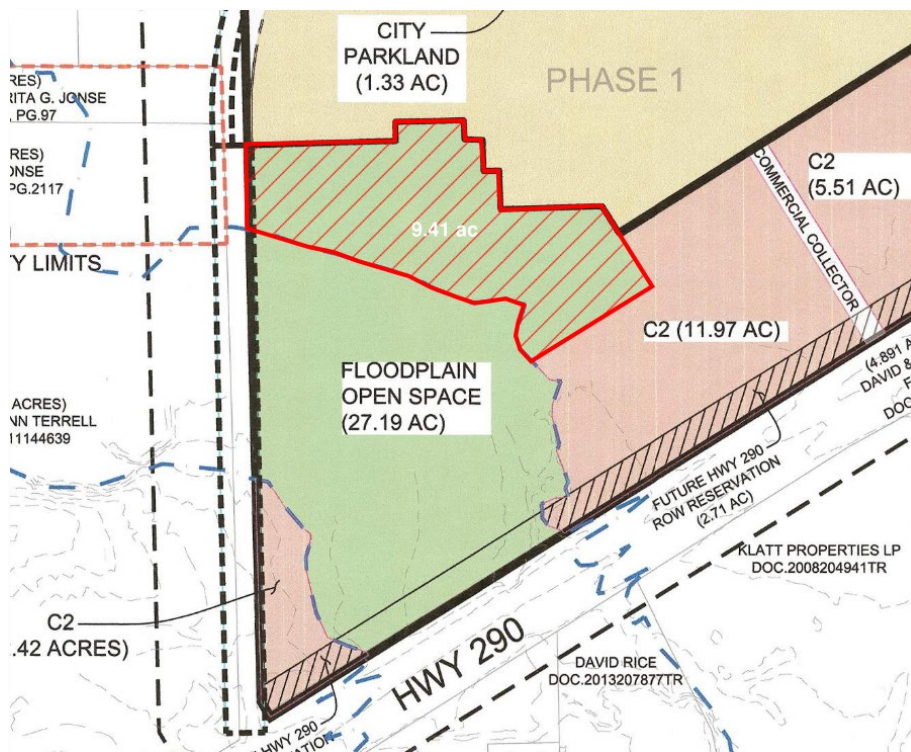 CITY
PARKLAND
(1.33 AC)
PHASE 1
RES)
RITA G. JONSE
PG.97
RES)
ONSE
PG.2117
Y LIMITS
9.41 ac
C2
(5.51 AC)
COMMERCIAL COLLECTOR
C2 (11.97 AC)
FLOODPLAIN
OPEN SPACE
(27.19 AC)
ACRES)
NN TERRELL
11144639
(4.891 A
DAVID &
F
DOC.
FUTURE HWY 290
ROW RESERVATION
(2.71 AC)
KLATT PROPERTIES LP
DOC.2008204941TR
C2
.42 ACRES)
HWY 290
DAVID RICE
DOC.2013207877TR
HWY 290